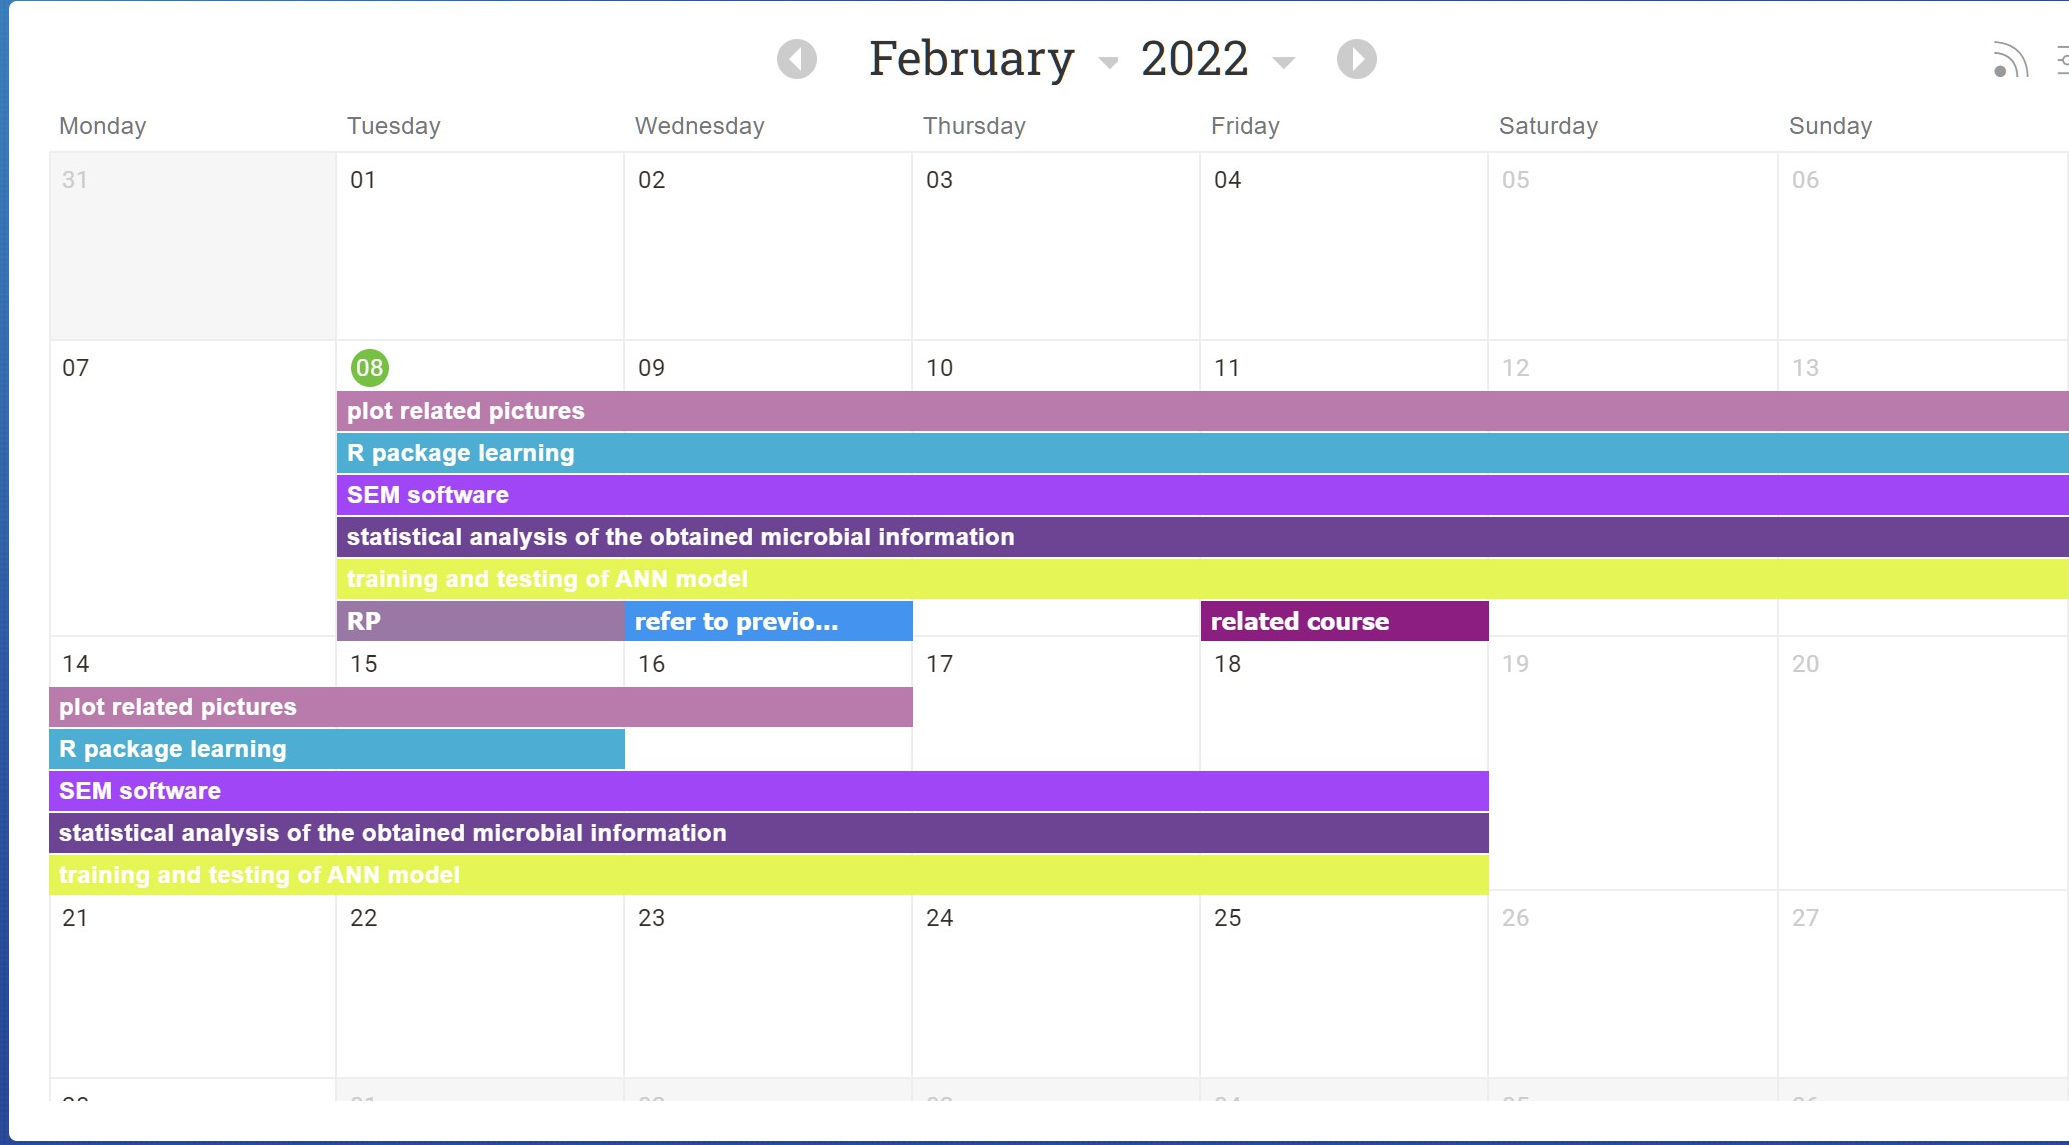 February 2022
Monday Tuesday Wednesday Thursday Friday Saturday Sunday
31 01 02 03 04 05 06
07 08 09 10 11 12 13
plot related pictures
R package learning
SEM software
statistical analysis of the obtained microbial information
training and testing of ANN model
RP refer to previo... related course
14 15 16 17 18 19 20
plot related pictures
R package learning
SEM software
statistical analysis of the obtained microbial information
training and testing of ANN model
21 22 23 24 25 26 27